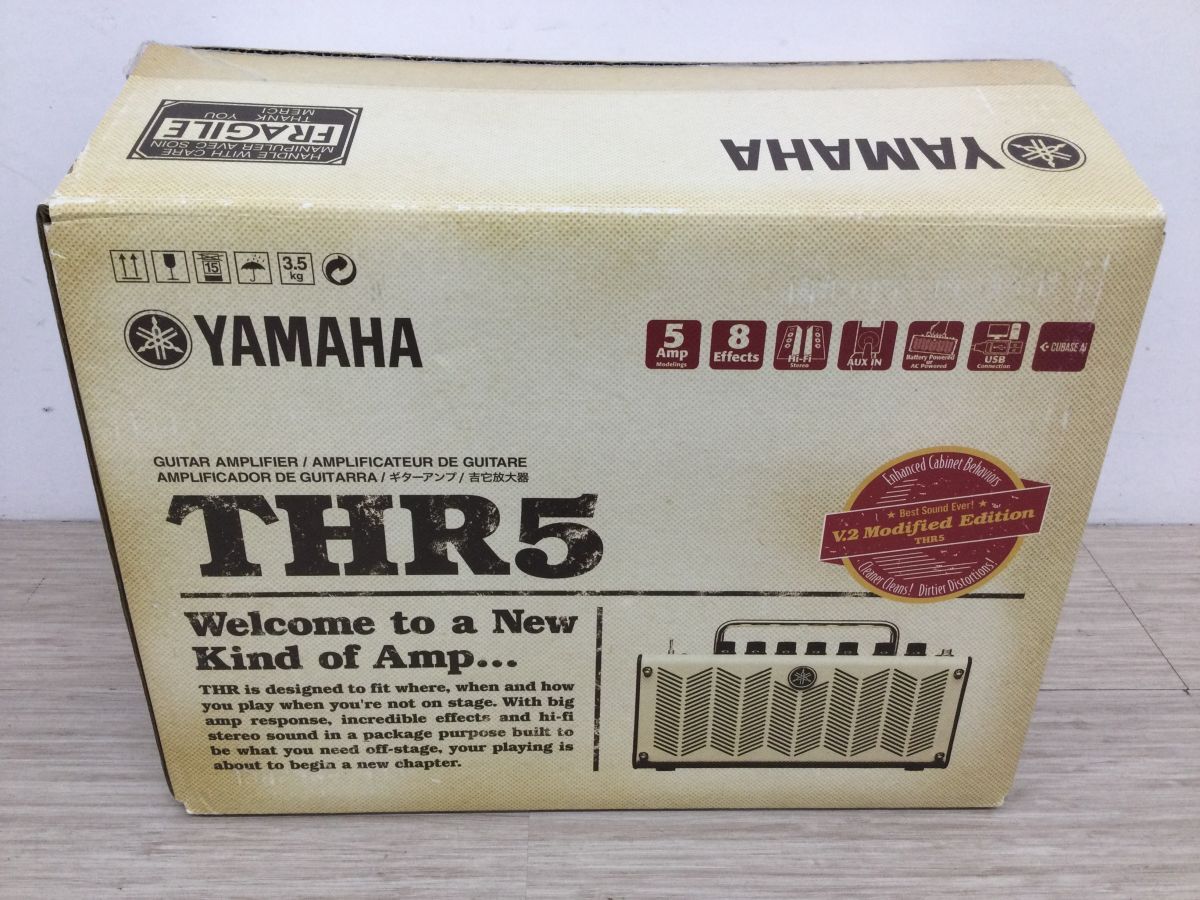 HANDLE WITH CARE
MANIPULER AVEC SOIN
FRAGILE
THANK YOU
MERCI
YAMAHA
15
3.5
kg
YAMAHA
5
Amp
Modelings
8
Effects
Hi-Fi
Stereo
AUX IN
Battery Powered
or
AC Powered
USB
Connection
CUBASE AI
GUITAR AMPLIFIER / AMPLIFICATEUR DE GUITARE
AMPLIFICADOR DE GUITARRA / ギターアンプ / 吉它放大器
THR5
Enhanced Cabinet Behaviors
★ Best Sound Ever! ★
V.2 Modified Edition
THR5
Cleaner Cleans! Dirtier Distortions!
Welcome to a New
Kind of Amp...
THR is designed to fit where, when and how
you play when you're not on stage. With big
amp response, incredible effects and hi-fi
stereo sound in a package purpose built to
be what you need off-stage, your playing is
about to begin a new chapter.